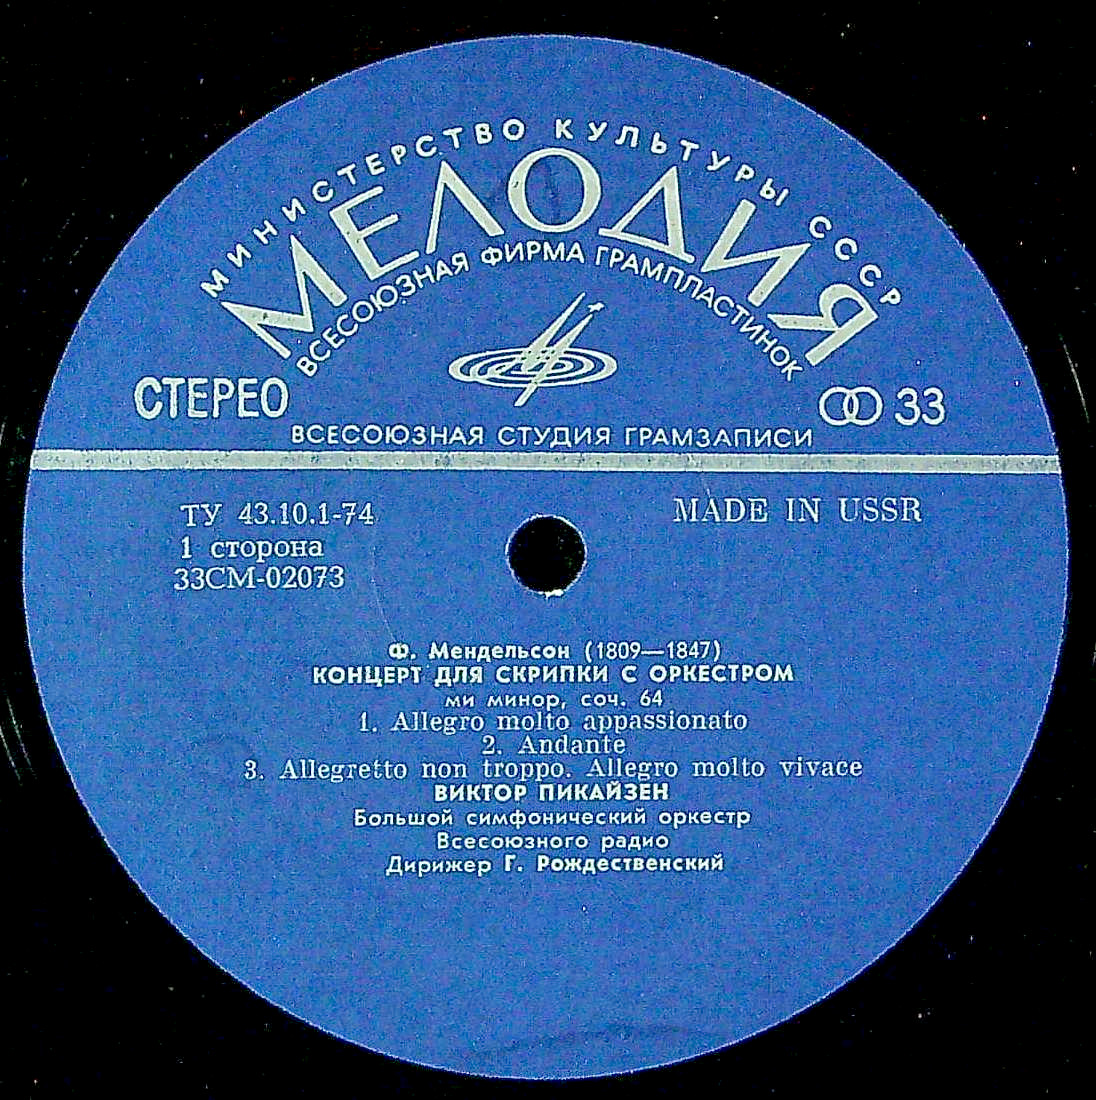 МИНИСТЕРСТВО КУЛЬТУРЫ СССР
МЕЛОДИЯ
ВСЕСОЮЗНАЯ ФИРМА ГРАМПЛАСТИНОК
СТЕРЕО
33
ВСЕСОЮЗНАЯ СТУДИЯ ГРАМЗАПИСИ
ТУ 43.10.1-74
MADE IN USSR
1 сторона
33СМ-02073
Ф. Мендельсон (1809—1847)
КОНЦЕРТ ДЛЯ СКРИПКИ С ОРКЕСТРОМ
ми минор, соч. 64
1. Allegro molto appassionato
2. Andante
3. Allegretto non troppo. Allegro molto vivace
ВИКТОР ПИКАЙЗЕН
Большой симфонический оркестр
Всесоюзного радио
Дирижер Г. Рождественский